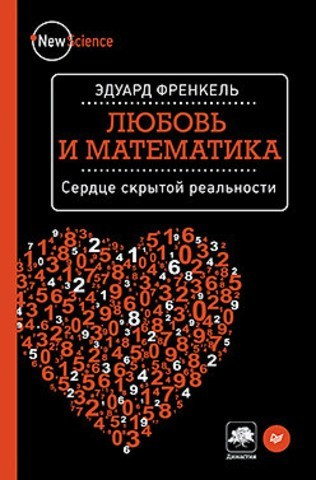 New Science
ЭДУАРД ФРЕНКЕЛЬ
ЛЮБОВЬ
И МАТЕМАТИКА
Сердце скрытой реальности
Династия